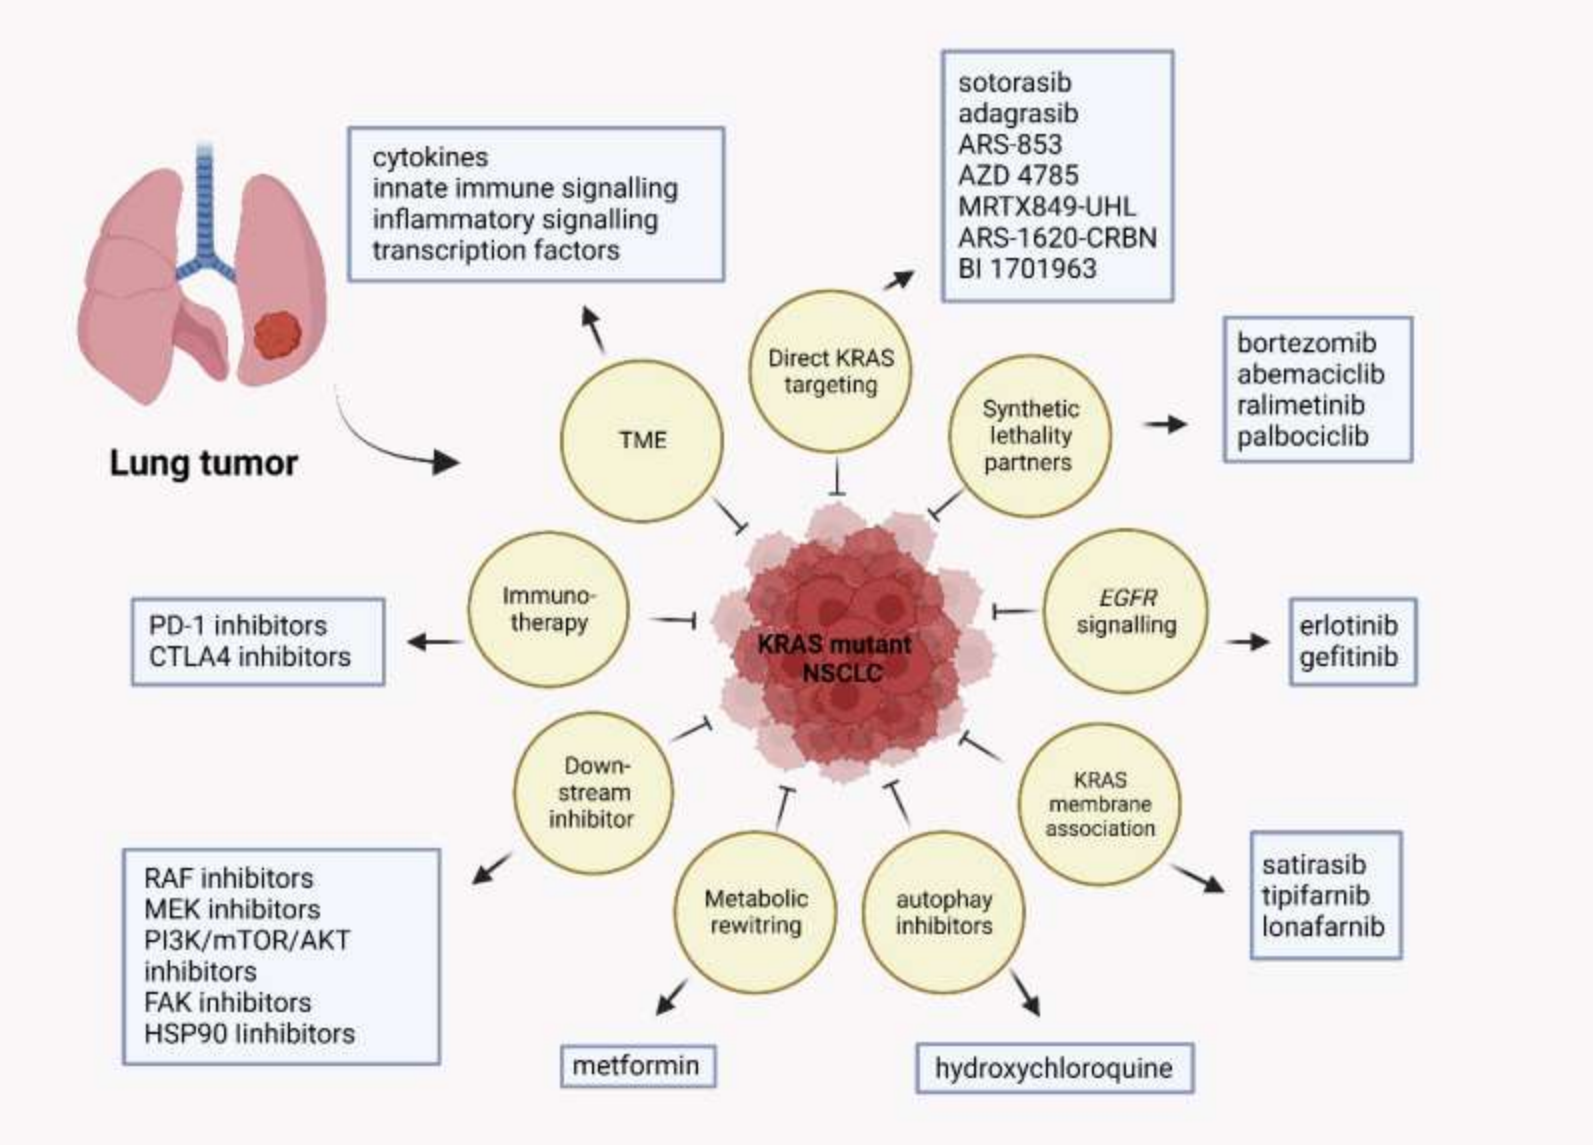 sotorasib
adagrasib
ARS-853
AZD 4785
MRTX849-UHL
ARS-1620-CRBN
BI 1701963
cytokines
innate immune signalling
inflammatory signalling
transcription factors
Direct KRAS
targeting
bortezomib
abemaciclib
ralimetinib
palbociclib
TME
Synthetic
lethality
partners
Lung tumor
Immuno-
therapy
EGFR
signalling
PD-1 inhibitors
CTLA4 inhibitors
KRAS mutant
NSCLC
erlotinib
gefitinib
Down-
stream
inhibitor
KRAS
membrane
association
RAF inhibitors
MEK inhibitors
PI3K/mTOR/AKT
inhibitors
FAK inhibitors
HSP90 Iinhibitors
Metabolic
rewitring
autophay
inhibitors
satirasib
tipifarnib
lonafarnib
metformin
hydroxychloroquine